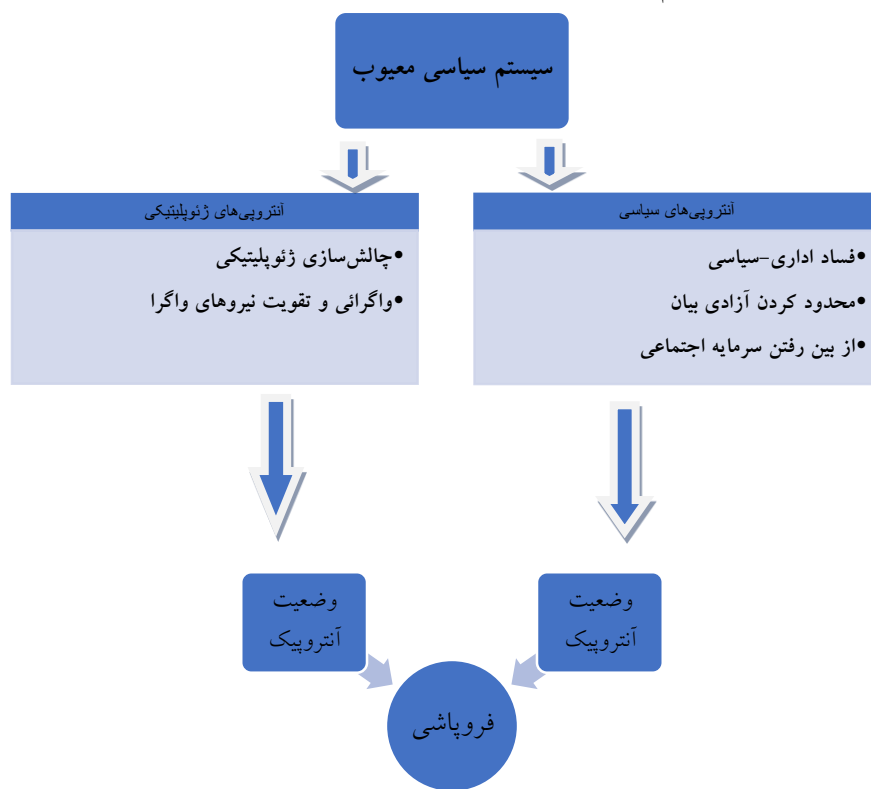 سیستم سیاسی معیوب
آنتروپی‌های سیاسی
•فساد اداری-سیاسی
•محدود کردن آزادی بیان
•از بین رفتن سرمایه اجتماعی
آنتروپی‌های ژئوپلیتیکی
•چالش‌سازی ژئوپلیتیکی
•واگرائی و تقویت نیروهای واگرا
وضعیت
آنتروپیک
وضعیت
آنتروپیک
فروپاشی